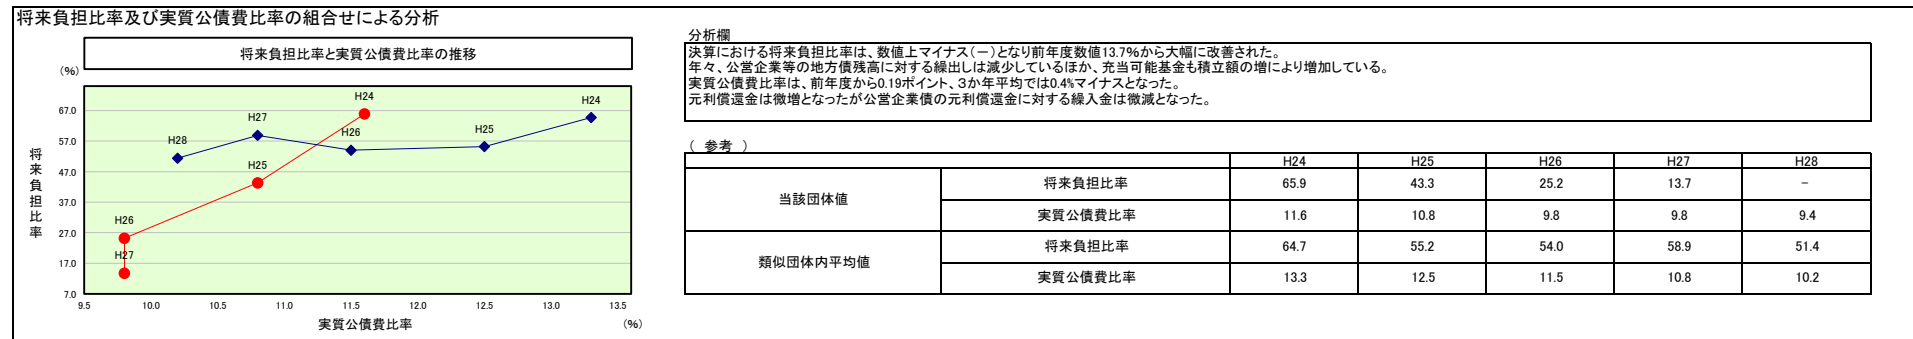 将来負担比率及び実質公債費比率の組合せによる分析
将来負担比率と実質公債費比率の推移
(%)
67.0
57.0
47.0
37.0
27.0
17.0
7.0
将来負担比率
H24
H24
H27
H26
H25
H28
H25
H26
H27
9.5 10.0 10.5 11.0 11.5 12.0 12.5 13.0 13.5
実質公債費比率
(%)
分析欄
決算における将来負担比率は、数値上マイナス(-)となり前年度数値13.7%から大幅に改善された。
年々、公営企業等の地方債残高に対する繰出しは減少しているほか、充当可能基金も積立額の増により増加している。
実質公債費比率は、前年度から0.19ポイント、3か年平均では0.4%マイナスとなった。
元利償還金は微増となったが公営企業債の元利償還金に対する繰入金は微減となった。
( 参考 )
H24 H25 H26 H27 H28
当該団体値
将来負担比率 65.9 43.3 25.2 13.7 -
実質公債費比率 11.6 10.8 9.8 9.8 9.4
類似団体内平均値
将来負担比率 64.7 55.2 54.0 58.9 51.4
実質公債費比率 13.3 12.5 11.5 10.8 10.2